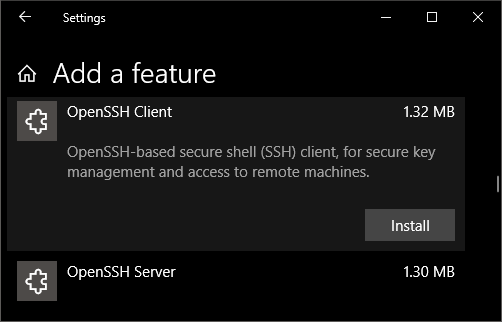 Settings
Add a feature
OpenSSH Client 1.32 MB
OpenSSH-based secure shell (SSH) client, for secure key
management and access to remote machines.
Install
OpenSSH Server 1.30 MB